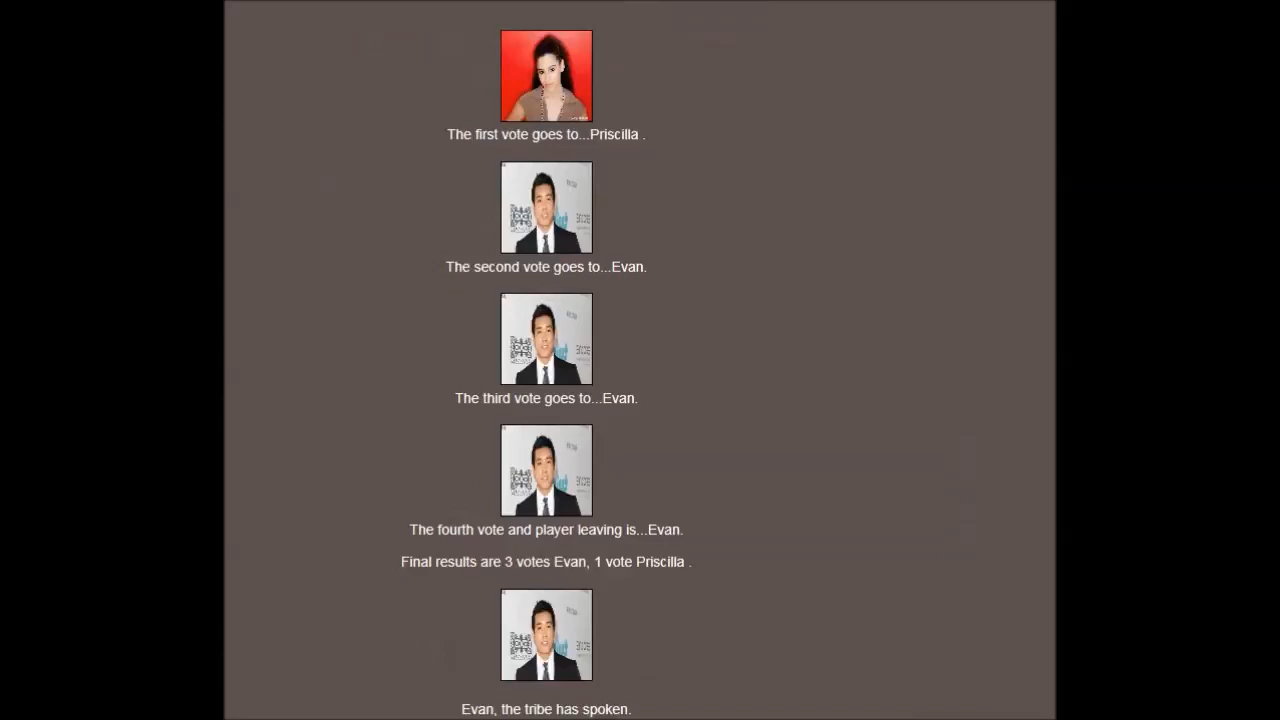 The first vote goes to...Priscilla .
The second vote goes to...Evan.
The third vote goes to...Evan.
The fourth vote and player leaving is...Evan.
Final results are 3 votes Evan, 1 vote Priscilla .
Evan, the tribe has spoken.